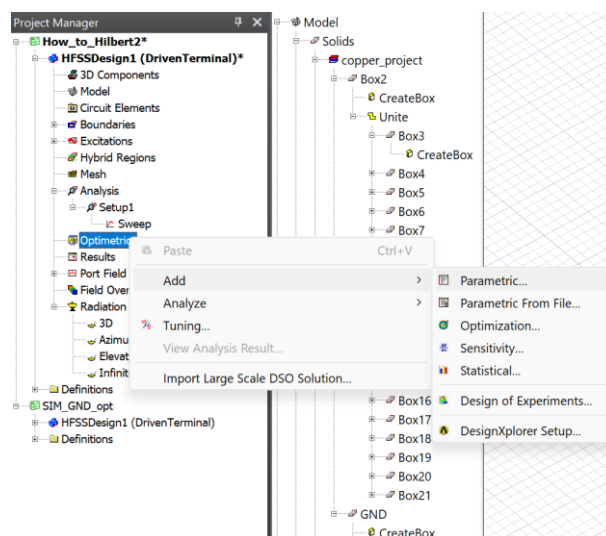 Project Manager
How_to_Hilbert2*
HFSSDesign1 (DrivenTerminal)*
3D Components
Model
Circuit Elements
Boundaries
Excitations
Hybrid Regions
Mesh
Analysis
Setup1
Sweep
Optimetric
Results
Port Field
Field Over
Radiation
3D
Azimu
Elevat
Infinit
Definitions
SIM_GND_opt
HFSSDesign1 (DrivenTerminal)
Definitions
Model
Solids
copper_project
Box2
CreateBox
Unite
Box3
CreateBox
Box4
Box5
Box6
Box7
Paste Ctrl+V
Add
Analyze
Tuning...
View Analysis Result...
Import Large Scale DSO Solution...
Parametric...
Parametric From File...
Optimization...
Sensitivity...
Statistical...
Design of Experiments...
DesignXplorer Setup...
Box16
Box17
Box18
Box19
Box20
Box21
GND
CreateBox